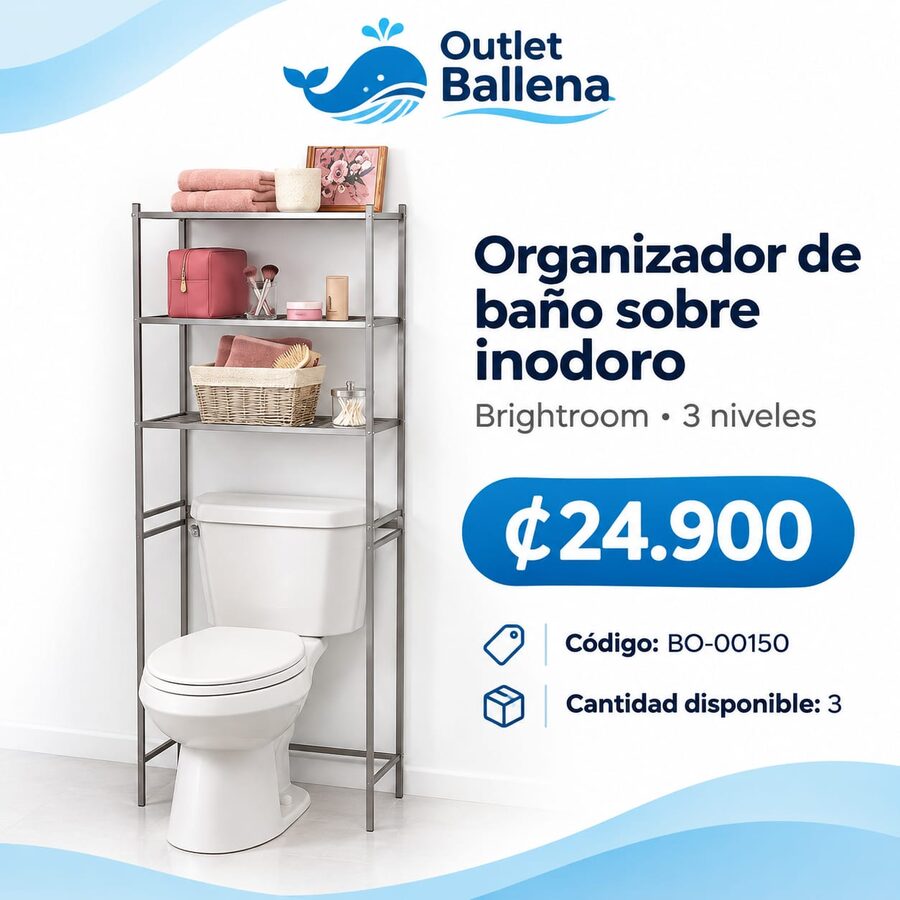 Outlet
Ballena
Organizador de
baño sobre
inodoro
Brightroom • 3 niveles
₡24.900
Código: BO-00150
Cantidad disponible: 3